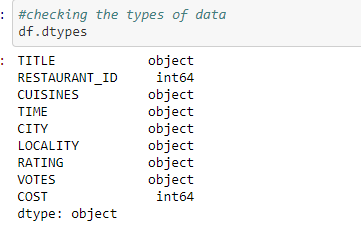 : #checking the types of data
df.dtypes
: TITLE object
RESTAURANT_ID int64
CUISINES object
TIME object
CITY object
LOCALITY object
RATING object
VOTES object
COST int64
dtype: object